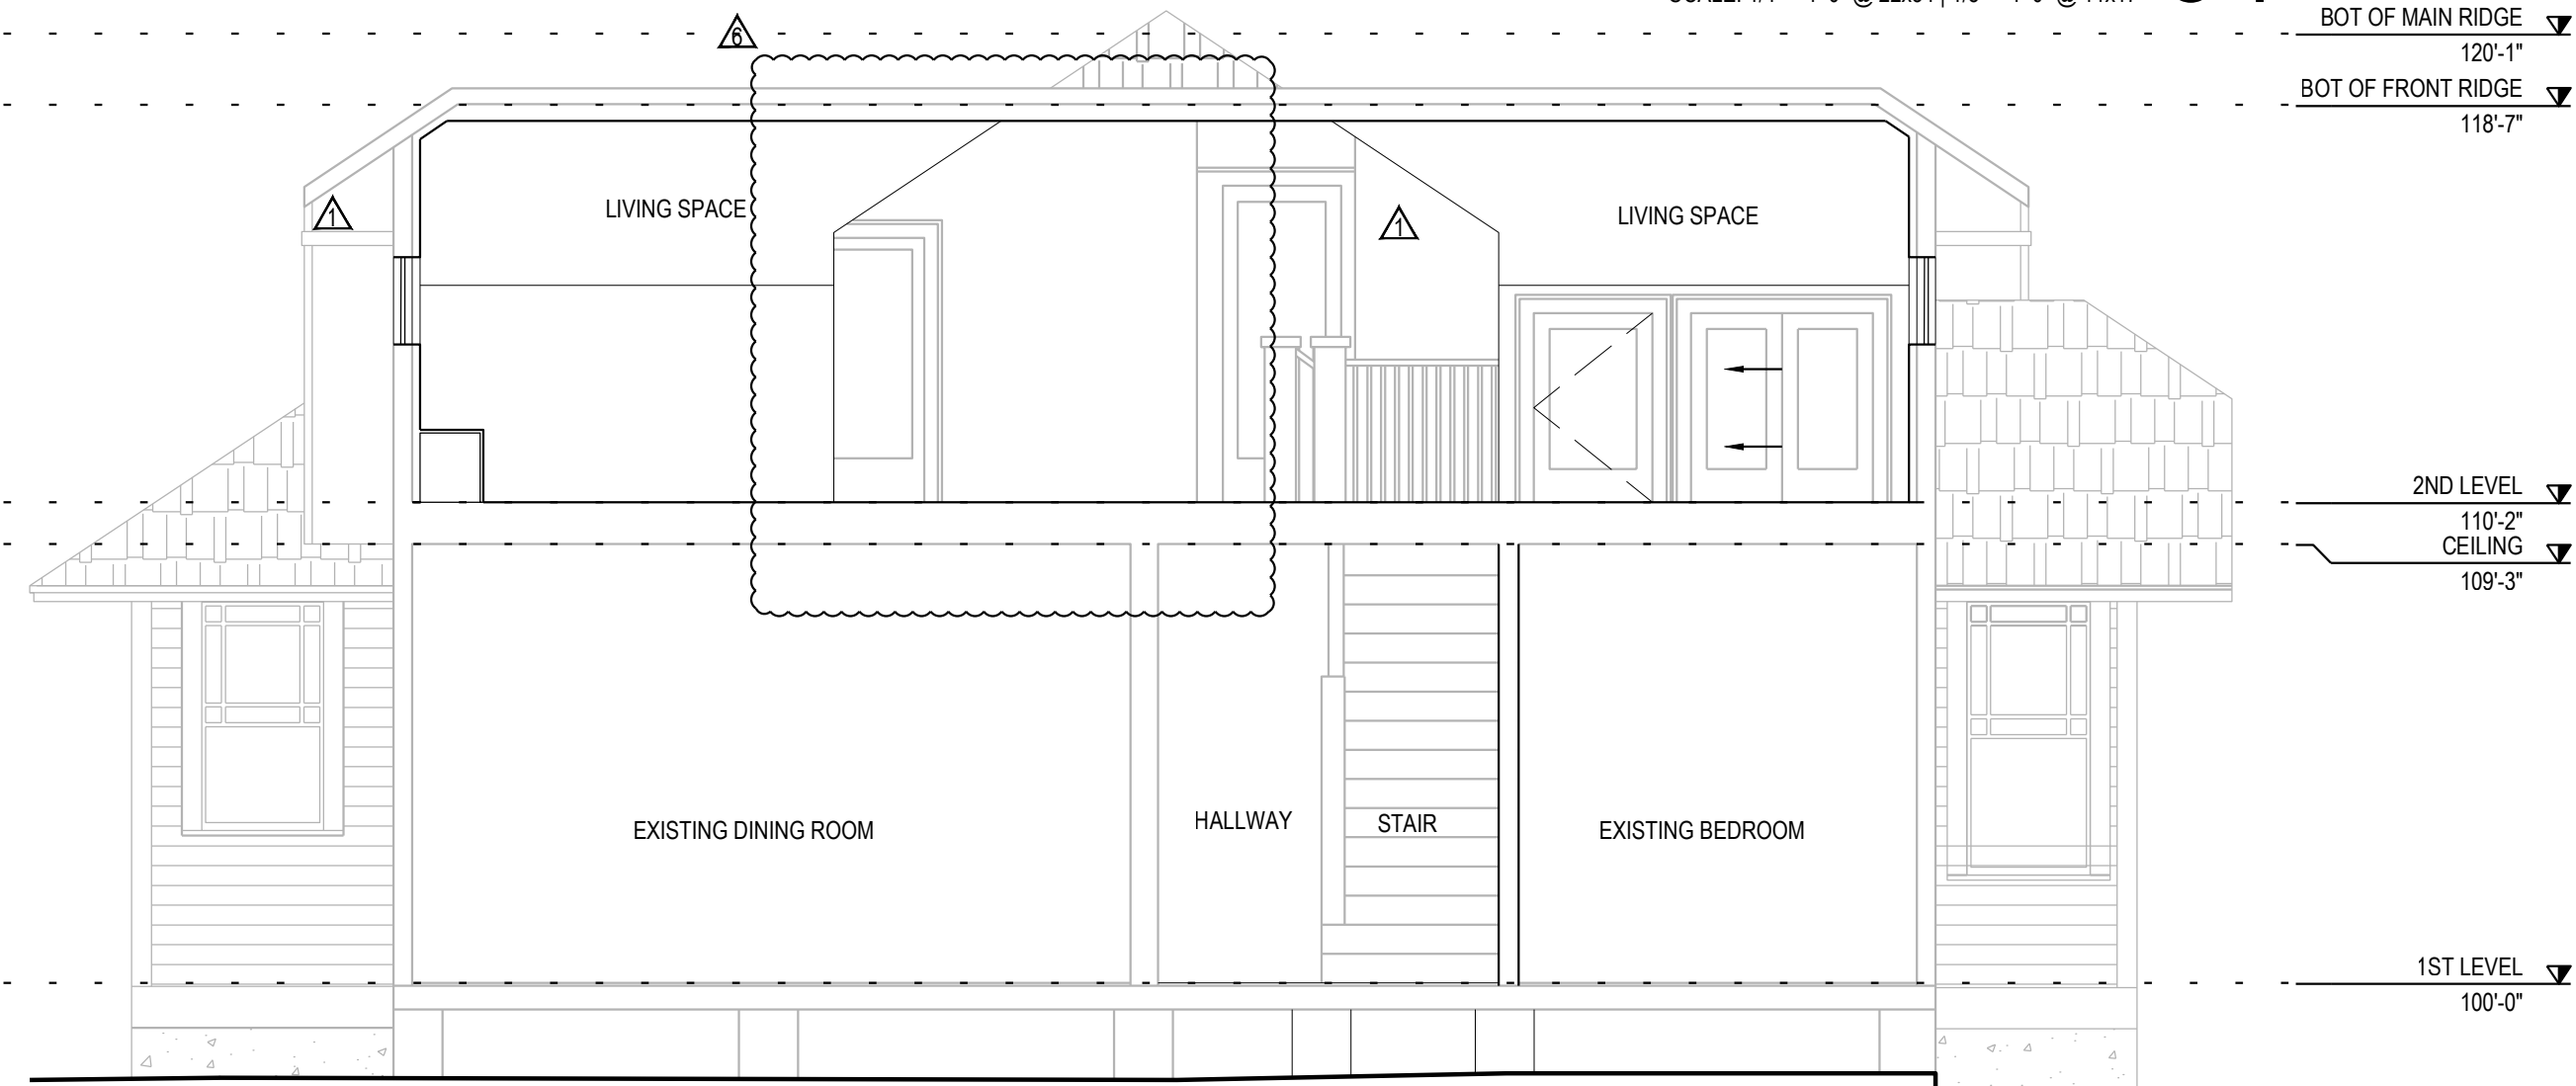 BOT OF MAIN RIDGE
120'-1"
BOT OF FRONT RIDGE
118'-7"
6
1
LIVING SPACE
1
LIVING SPACE
2ND LEVEL
110'-2"
CEILING
109'-3"
EXISTING DINING ROOM
HALLWAY
STAIR
EXISTING BEDROOM
1ST LEVEL
100'-0"